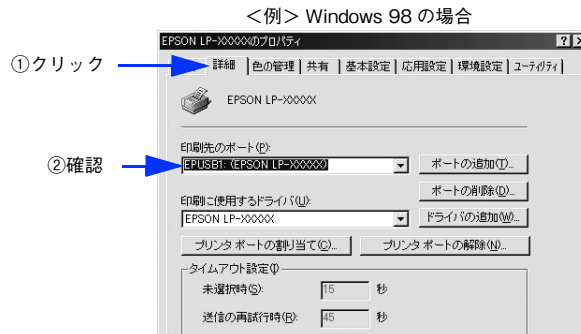 ＜例＞ Windows 98 の場合
EPSON LP-XXXXXのプロパティ
①クリック
詳細 色の管理 共有 基本設定 応用設定 環境設定 ユーティリティ
EPSON LP-XXXXX
印刷先のポート(P):
②確認
EPUSB1: (EPSON LP-XXXXX) ポートの追加(T)...
ポートの削除(D)...
印刷に使用するドライバ(U):
EPSON LP-XXXXX ドライバの追加(W)...
プリンタ ポートの割り当て(C)... プリンタ ポートの解除(N)...
タイムアウト設定(I)
未選択時(S): 15 秒
送信の再試行時(R): 45 秒